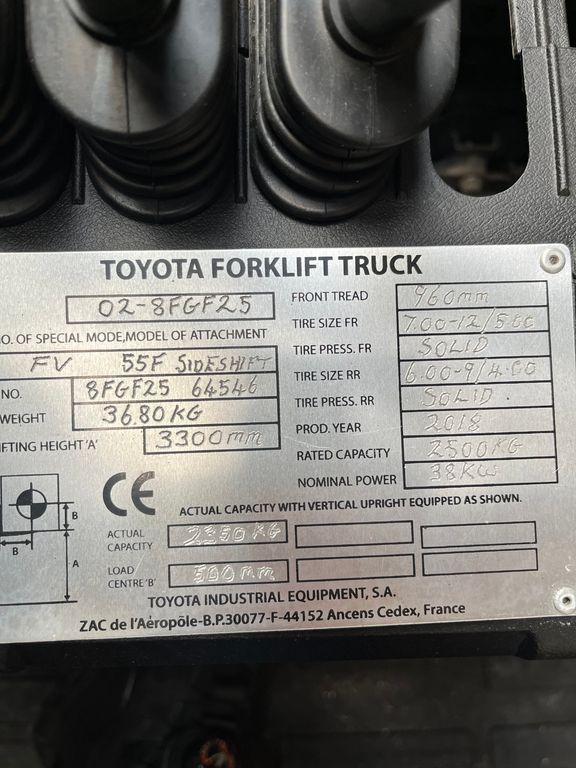 TOYOTA FORKLIFT TRUCK
02-8FGF25
O. OF SPECIAL MODE,MODEL OF ATTACHMENT
FV 55F SIDESHIFT
NO. 8FGF25 64546
WEIGHT 3680KG
FTING HEIGHT 'A' 3300mm
FRONT TREAD 960mm
TIRE SIZE FR 7.00-12/5.00
TIRE PRESS. FR SOLID
TIRE SIZE RR 6.00-9/4.00
TIRE PRESS. RR SOLID.
PROD. YEAR 2018
RATED CAPACITY 2500KG
NOMINAL POWER 38KW
B
B
A
CE
ACTUAL CAPACITY WITH VERTICAL UPRIGHT EQUIPPED AS SHOWN.
ACTUAL CAPACITY 2350KG
LOAD CENTRE 'B' 500mm
TOYOTA INDUSTRIAL EQUIPMENT, S.A.
ZAC de l'Aéropôle-B.P.30077-F-44152 Ancens Cedex, France